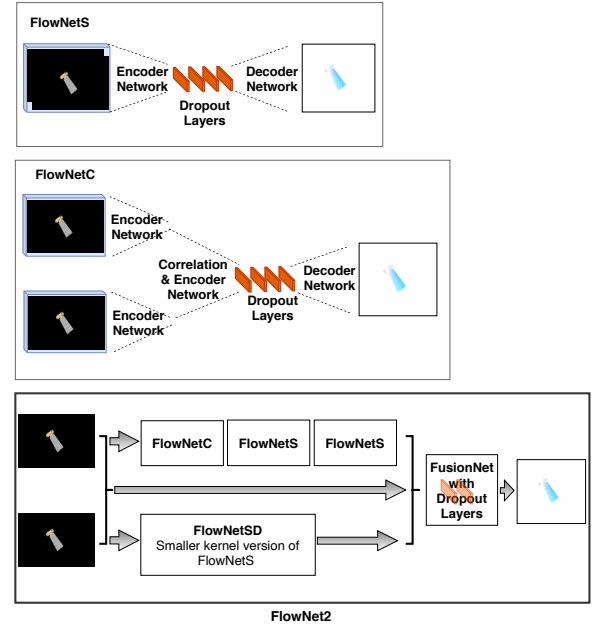 FlowNetS
Encoder
Network
Dropout
Layers
Decoder
Network
FlowNetC
Encoder
Network
Encoder
Network
Correlation
& Encoder
Network
Dropout
Layers
Decoder
Network
FlowNetC
FlowNetS
FlowNetS
FlowNetSD
Smaller kernel version of
FlowNetS
FusionNet
with
Dropout
Layers
FlowNet2